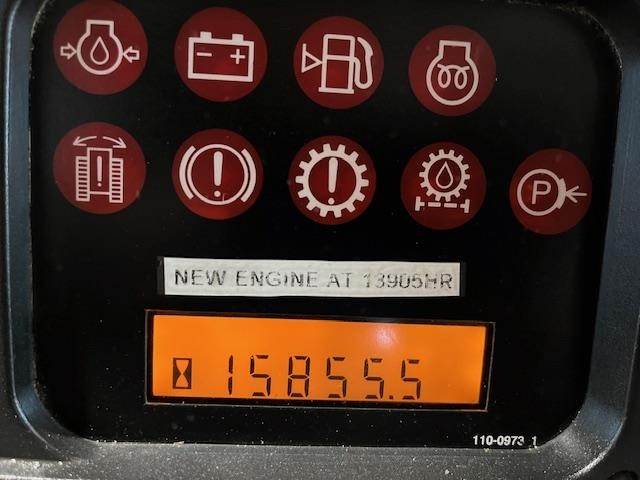 P
NEW ENGINE AT 13905HR
15855.5
110-0973 1